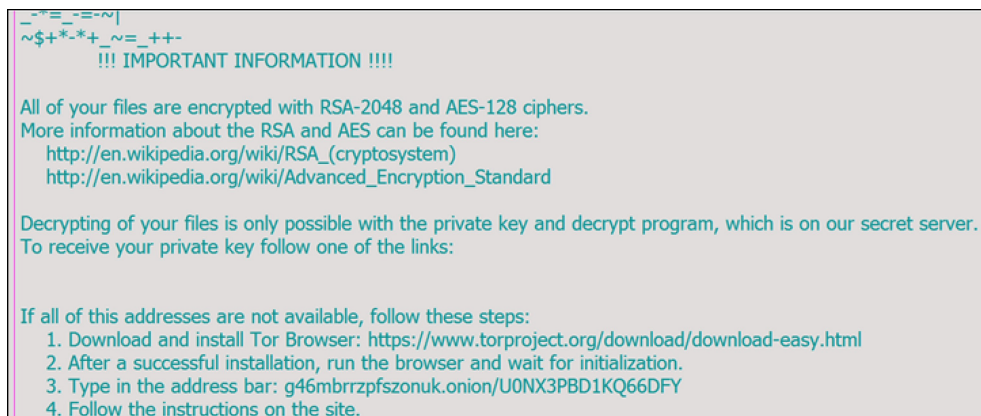 _-*=_-=-~|
~$+*-*+_~=_++-
!!! IMPORTANT INFORMATION !!!!
All of your files are encrypted with RSA-2048 and AES-128 ciphers.
More information about the RSA and AES can be found here:
http://en.wikipedia.org/wiki/RSA_(cryptosystem)
http://en.wikipedia.org/wiki/Advanced_Encryption_Standard
Decrypting of your files is only possible with the private key and decrypt program, which is on our secret server.
To receive your private key follow one of the links:
If all of this addresses are not available, follow these steps:
1. Download and install Tor Browser: https://www.torproject.org/download/download-easy.html
2. After a successful installation, run the browser and wait for initialization.
3. Type in the address bar: g46mbrrzpfszonuk.onion/U0NX3PBD1KQ66DFY
4. Follow the instructions on the site.